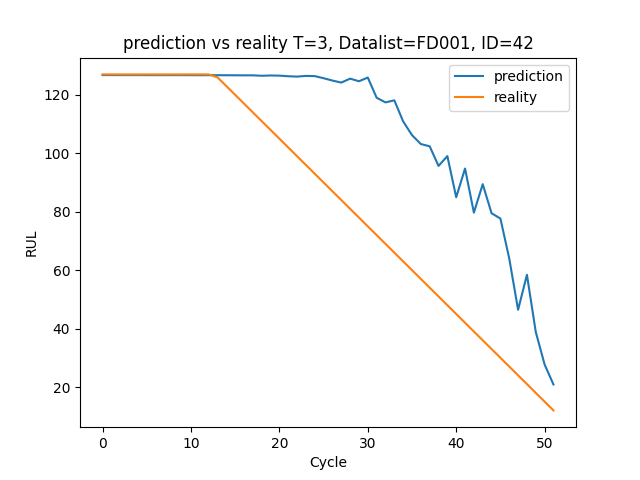 prediction vs reality T=3, Datalist=FD001, ID=42
prediction
reality
RUL
120
100
80
60
40
20
0 10 20 30 40 50
Cycle